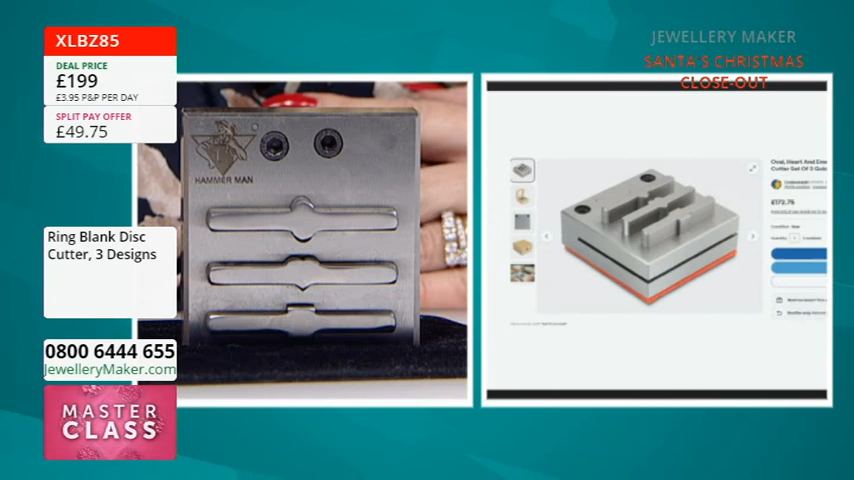 XLBZ85
DEAL PRICE
£199
£3.95 P&P PER DAY
SPLIT PAY OFFER
£49.75
Ring Blank Disc
Cutter, 3 Designs
0800 6444 655
JewelleryMaker.com
MASTER
CLASS
HAMMER MAN
JEWELLERY MAKER
SANTA'S CHRISTMAS
CLOSE-OUT
Oval, Heart And Eme
Cutter Set Of 3
£172.75